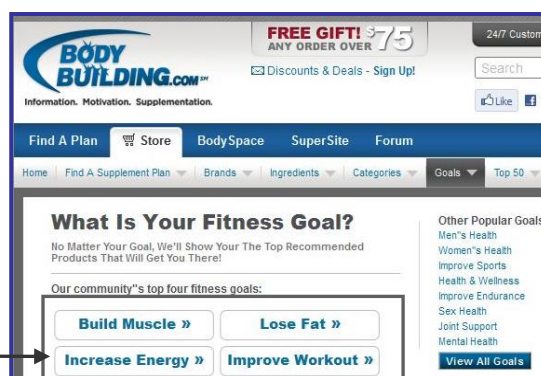 FREE GIFT! $75
ANY ORDER OVER
24/7 Custom
BODY
BUILDING.COM SM
Information. Motivation. Supplementation.
Discounts & Deals - Sign Up!
Search
Like
Find A Plan Store BodySpace SuperSite Forum
Home Find A Supplement Plan Brands Ingredients Categories Goals Top 50
What Is Your Fitness Goal?
No Matter Your Goal, We'll Show Your The Top Recommended
Products That Will Get You There!
Our community"s top four fitness goals:
Build Muscle » Lose Fat »
Increase Energy » Improve Workout »
Other Popular Goals
Men"s Health
Women"s Health
Improve Sports
Health & Wellness
Improve Endurance
Sex Health
Joint Support
Mental Health
View All Goals